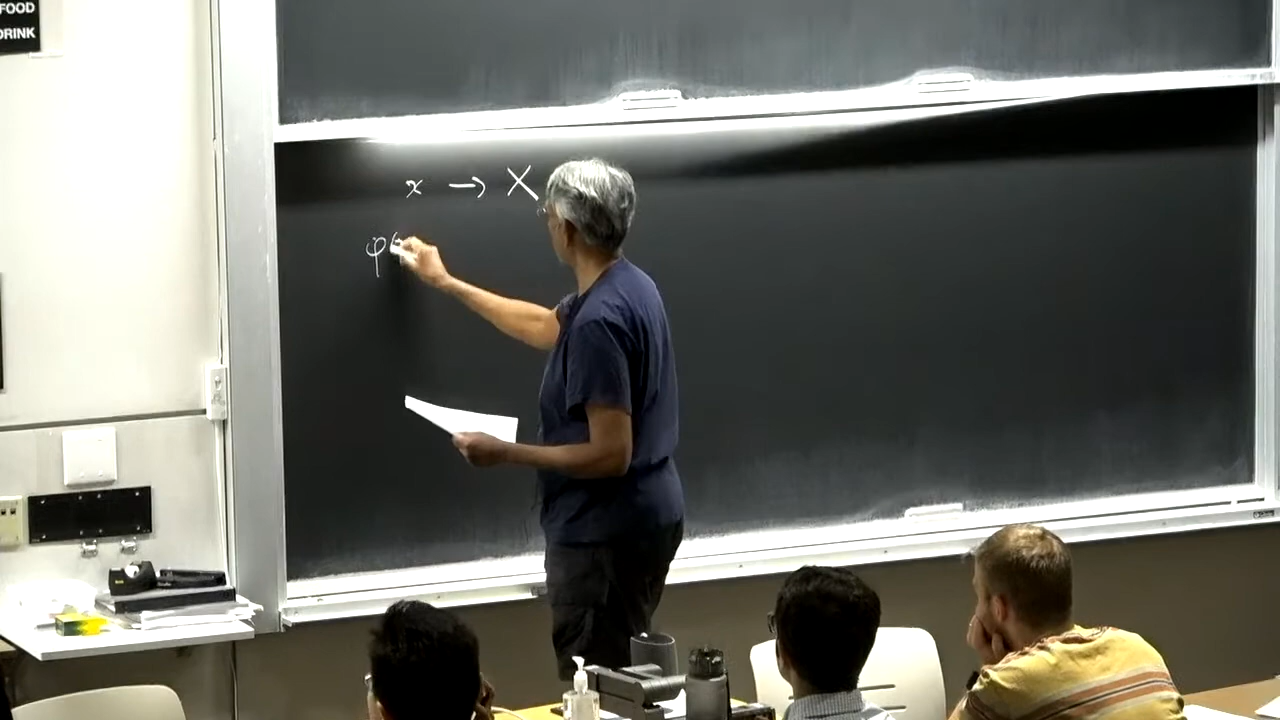 FOOD
DRINK
x → X
φ(